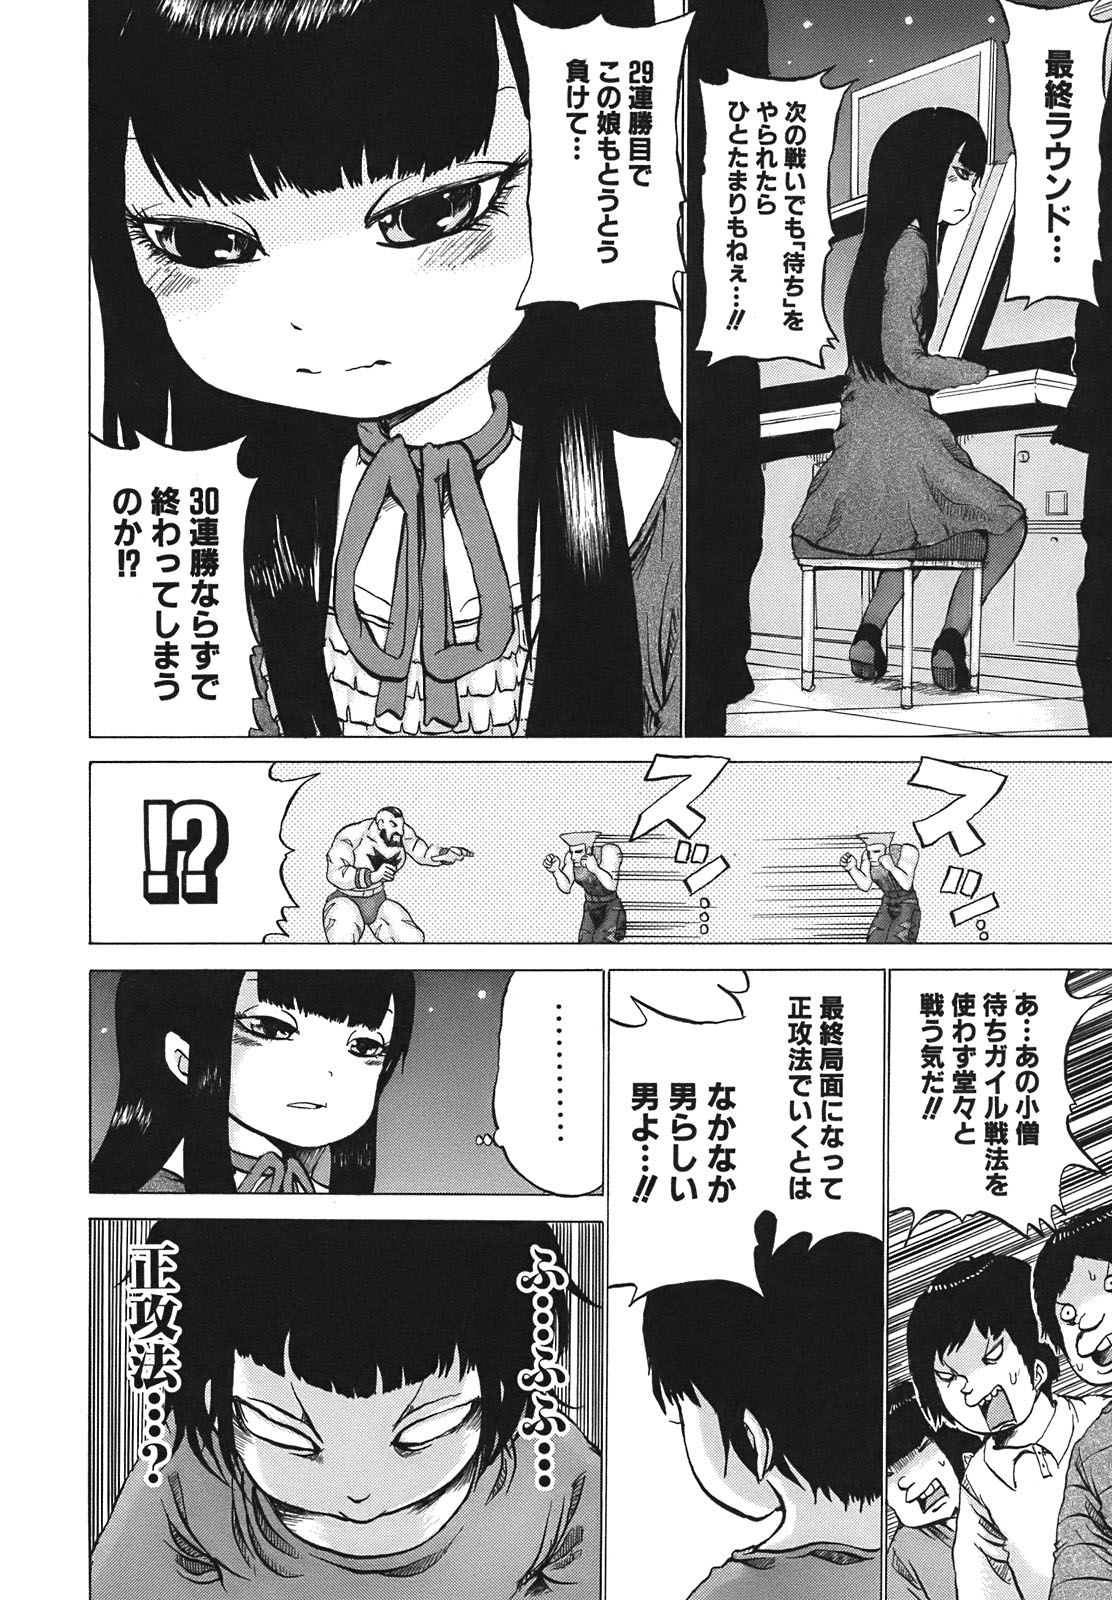 最終ラウンド…
次の戦いでも「待ち」を
やられたら
ひとたまりもねぇ…!!
29連勝目で
この娘もとうとう
負けて…
30連勝ならずで
終わってしまう
のか!?
スス
ズッ…
!?
あ…あの小僧
待ちガイル戦法を
使わず堂々と
戦う気だ!!
最終局面になって
正攻法でいくとは
なかなか
男らしい
男よ…!!
………
ふ……ふふふ…
正攻法……?